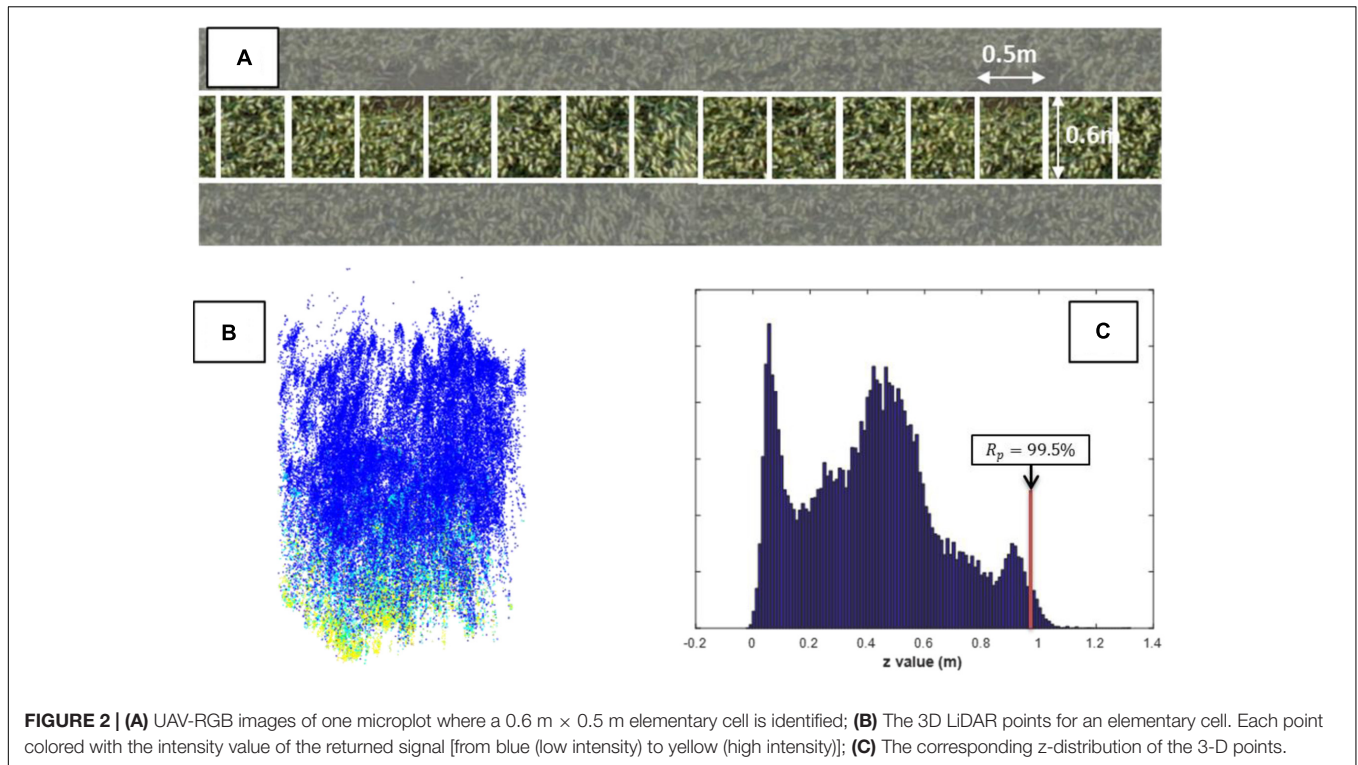 A
0.5m
0.6m
B
C
R_p = 99.5%
-0.2 0 0.2 0.4 0.6 0.8 1 1.2 1.4
z value (m)
FIGURE 2 | (A) UAV-RGB images of one microplot where a 0.6 m × 0.5 m elementary cell is identified; (B) The 3D LiDAR points for an elementary cell. Each point
colored with the intensity value of the returned signal [from blue (low intensity) to yellow (high intensity)]; (C) The corresponding z-distribution of the 3-D points.